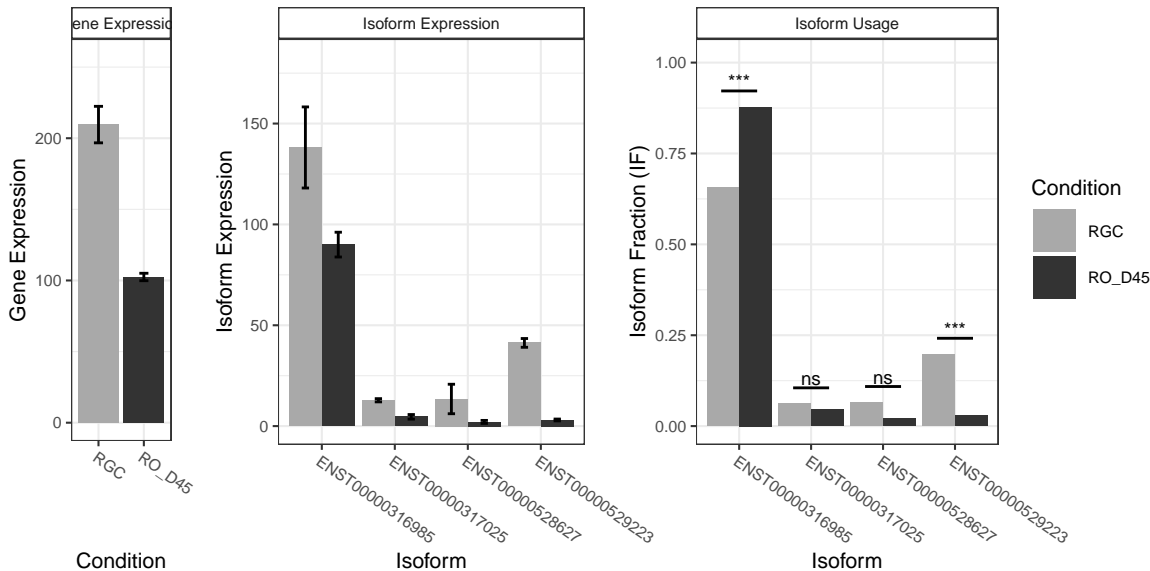 ene Expressio
Isoform Expression
Isoform Usage
Gene Expression
200
100
0
RGC
RO_D45
Condition
Isoform Expression
150
100
50
0
ENST00000316985
ENST00000317025
ENST00000528627
ENST00000529223
Isoform
Isoform Fraction (IF)
1.00
0.75
0.50
0.25
0.00
***
ns
ns
***
ENST00000316985
ENST00000317025
ENST00000528627
ENST00000529223
Isoform
Condition
RGC
RO_D45